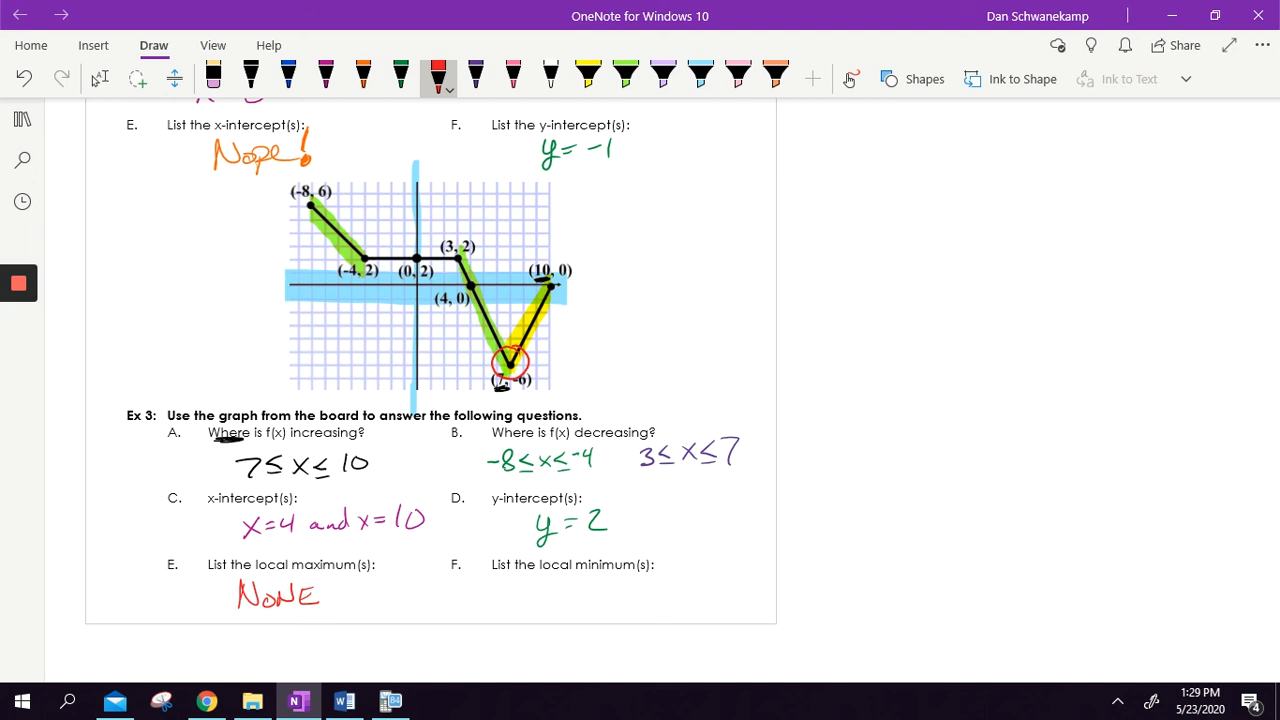 OneNote for Windows 10
Dan Schwanekamp
Home Insert Draw View Help
Share
Shapes Ink to Shape Ink to Text
E. List the x-intercept(s): F. List the y-intercept(s):
Nope! y = -1
(-8, 6)
(3, 2)
(-4, 2) (0, 2) (10, 0)
(4, 0)
(7, -6)
Ex 3: Use the graph from the board to answer the following questions.
A. Where is f(x) increasing? B. Where is f(x) decreasing?
7 ≤ x ≤ 10 -8 ≤ x ≤ -4 3 ≤ x ≤ 7
C. x-intercept(s): D. y-intercept(s):
x=4 and x=10 y = 2
E. List the local maximum(s): F. List the local minimum(s):
NONE
1:29 PM
5/23/2020
4